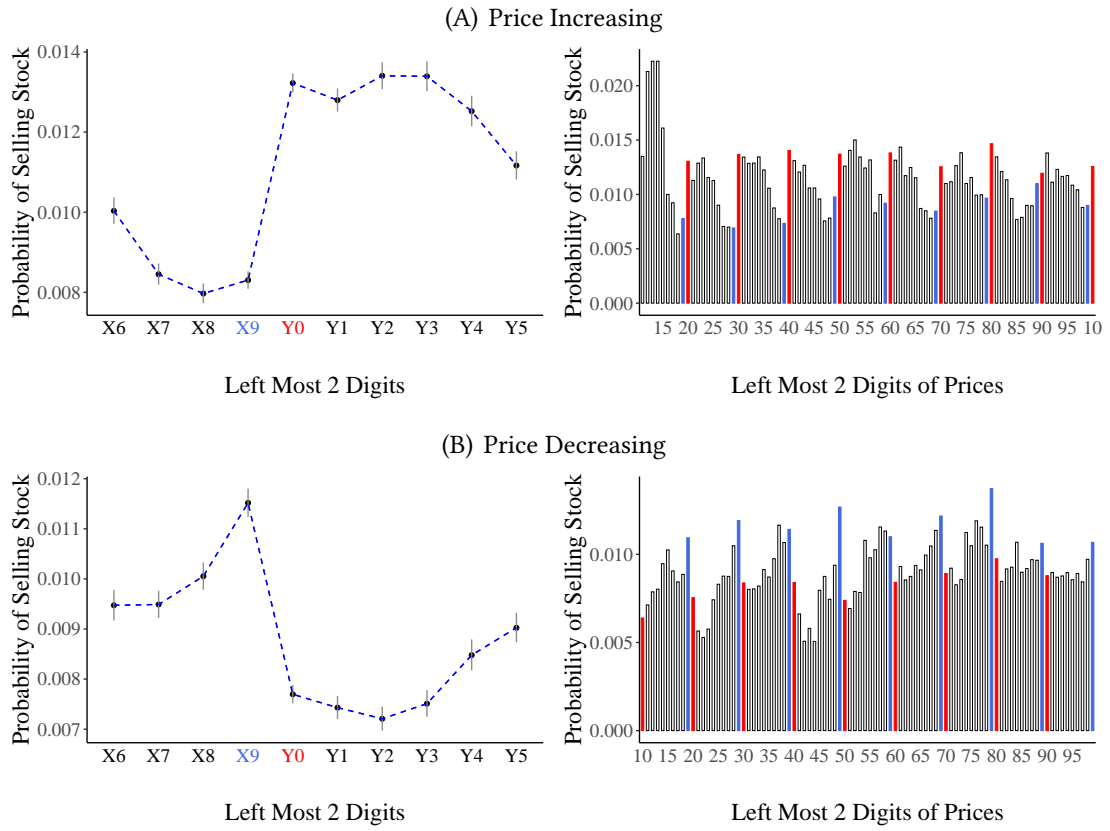 (A) Price Increasing
Probability of Selling Stock
0.014
0.012
0.010
0.008
X6 X7 X8 X9 Y0 Y1 Y2 Y3 Y4 Y5
Left Most 2 Digits
Probability of Selling Stock
0.020
0.015
0.010
0.005
0.000
15 20 25 30 35 40 45 50 55 60 65 70 75 80 85 90 95 10
Left Most 2 Digits of Prices
(B) Price Decreasing
Probability of Selling Stock
0.012
0.011
0.010
0.009
0.008
0.007
X6 X7 X8 X9 Y0 Y1 Y2 Y3 Y4 Y5
Left Most 2 Digits
Probability of Selling Stock
0.010
0.005
0.000
10 15 20 25 30 35 40 45 50 55 60 65 70 75 80 85 90 95
Left Most 2 Digits of Prices